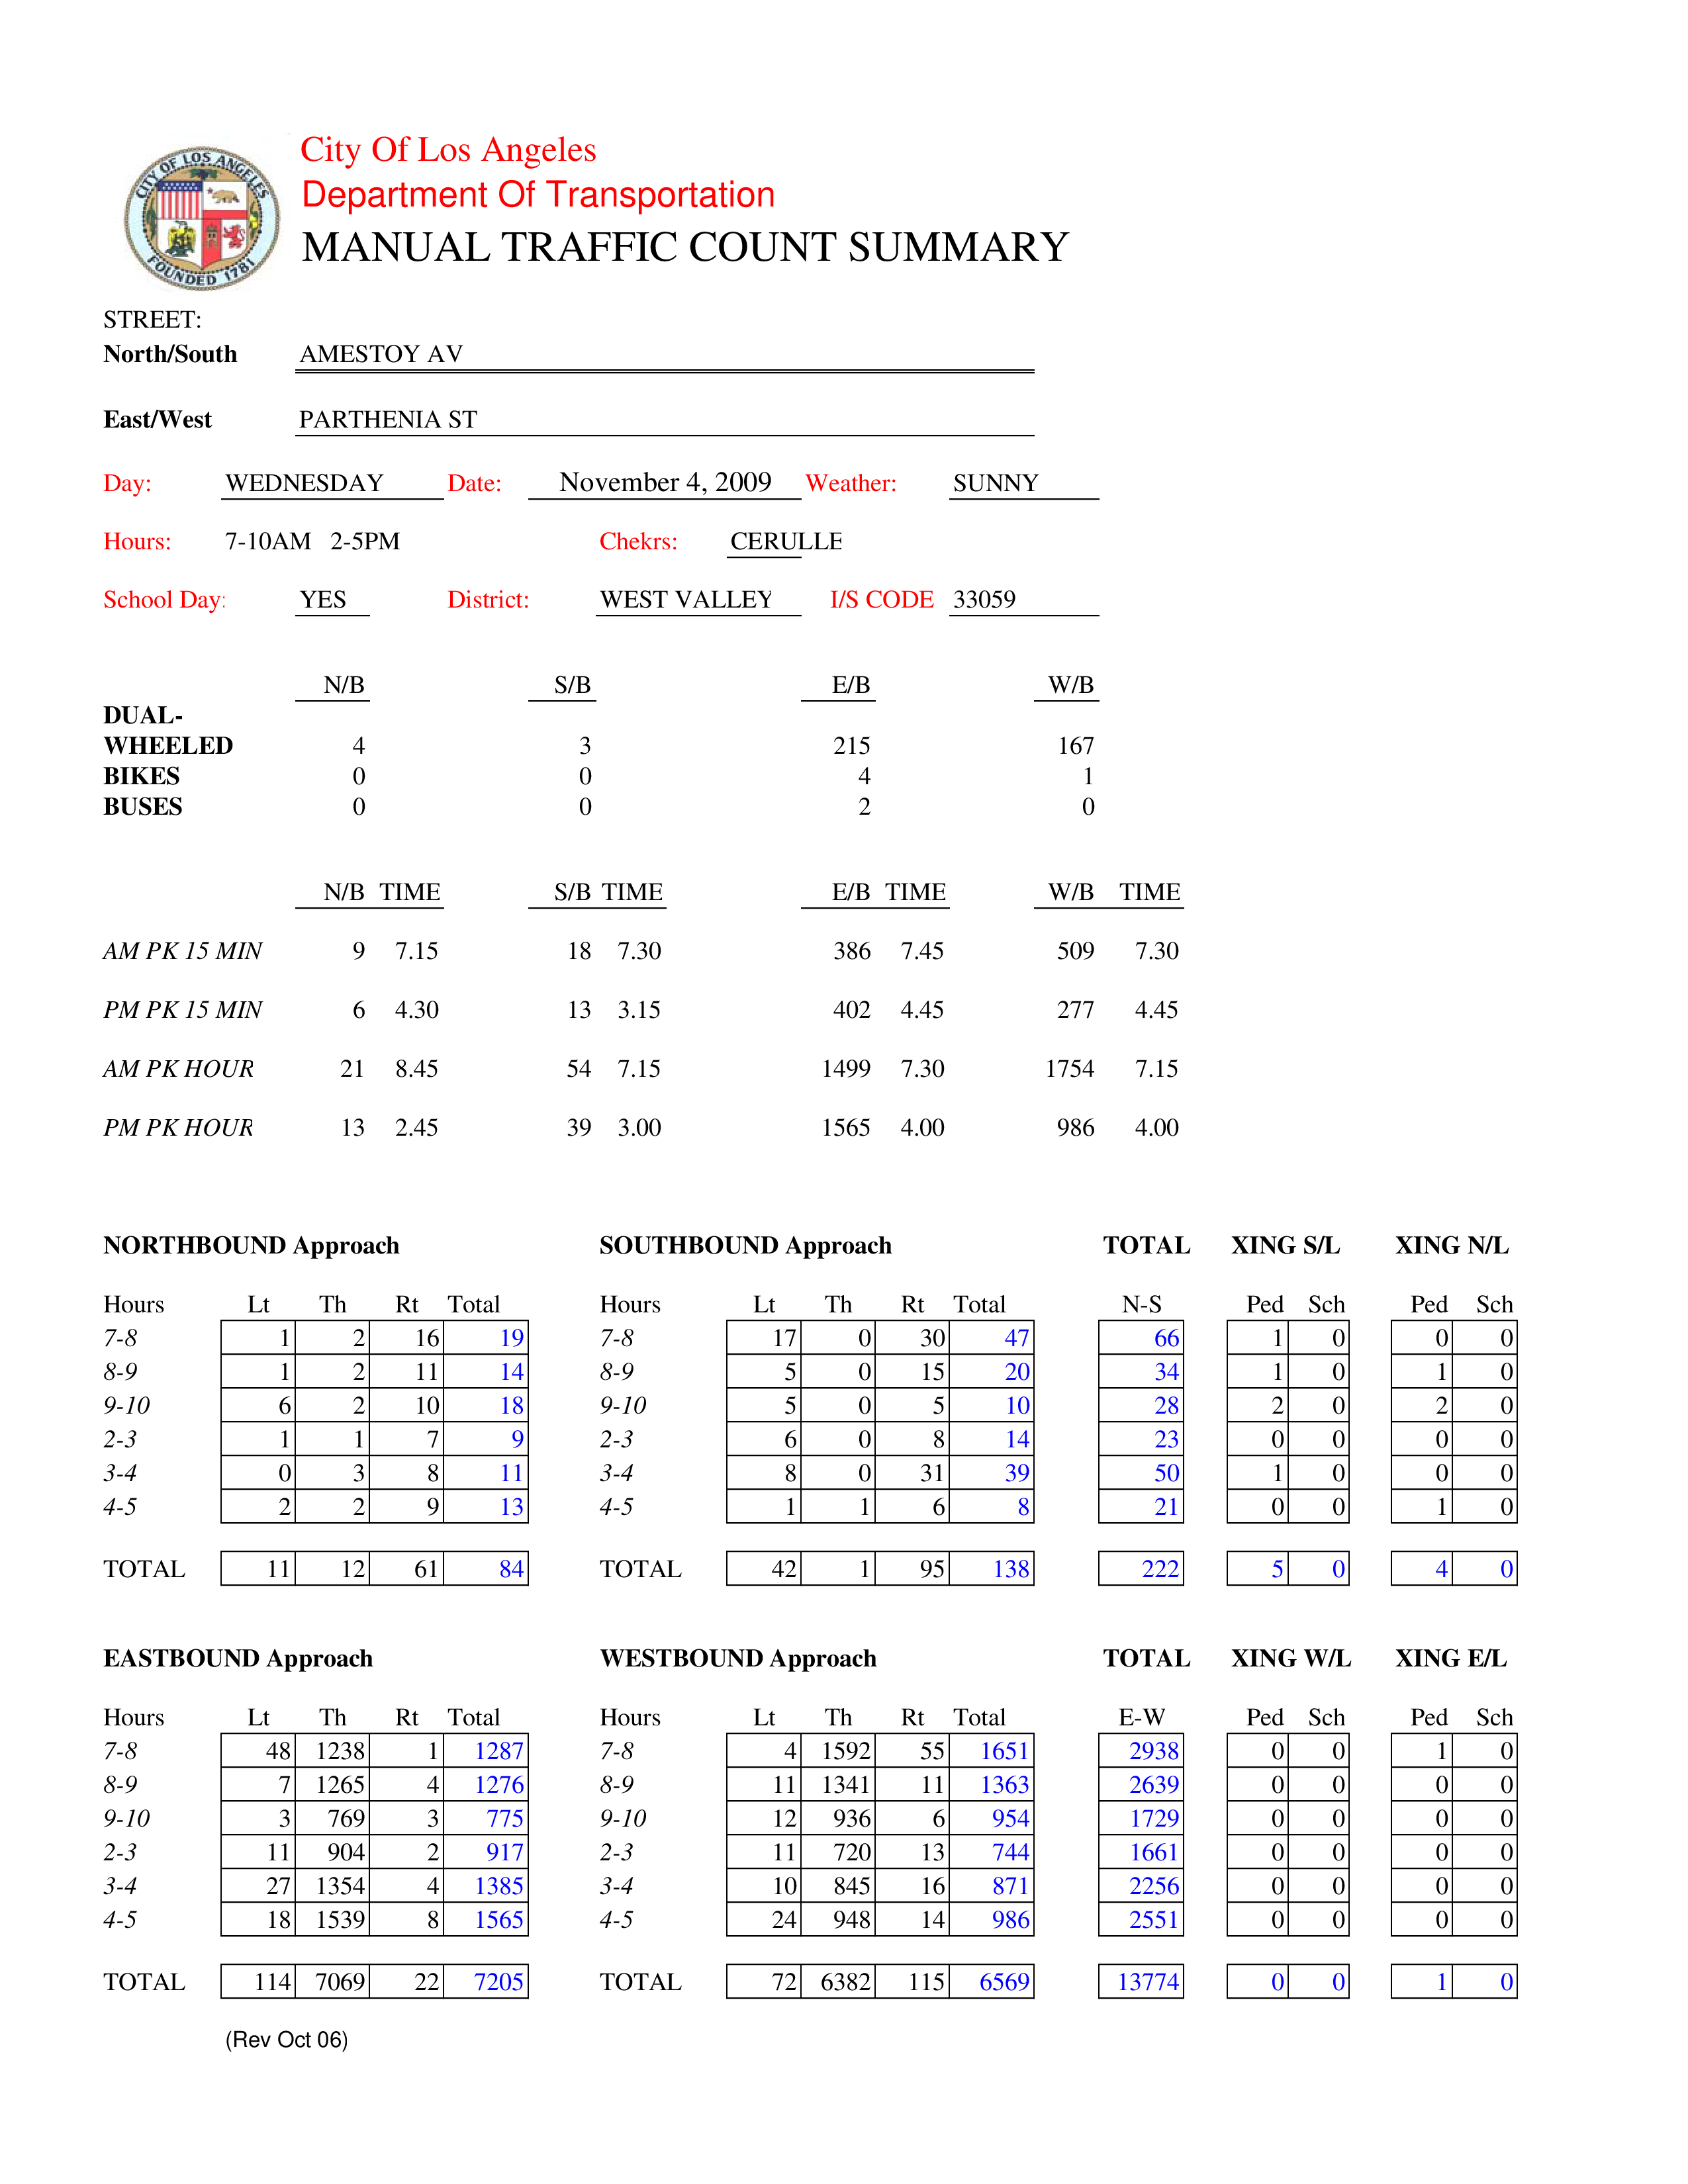 CITY OF LOS ANGELES
FOUNDED 1781
City Of Los Angeles
Department Of Transportation
MANUAL TRAFFIC COUNT SUMMARY
STREET:
North/South AMESTOY AV
East/West PARTHENIA ST
Day: WEDNESDAY Date: November 4, 2009 Weather: SUNNY
Hours: 7-10AM 2-5PM Chekrs: CERULLE
School Day: YES District: WEST VALLEY I/S CODE 33059
N/B S/B E/B W/B
DUAL-
WHEELED 4 3 215 167
BIKES 0 0 4 1
BUSES 0 0 2 0
N/B TIME S/B TIME E/B TIME W/B TIME
AM PK 15 MIN 9 7.15 18 7.30 386 7.45 509 7.30
PM PK 15 MIN 6 4.30 13 3.15 402 4.45 277 4.45
AM PK HOUR 21 8.45 54 7.15 1499 7.30 1754 7.15
PM PK HOUR 13 2.45 39 3.00 1565 4.00 986 4.00
NORTHBOUND Approach SOUTHBOUND Approach TOTAL XING S/L XING N/L
Hours Lt Th Rt Total Hours Lt Th Rt Total N-S Ped Sch Ped Sch
7-8 1 2 16 19 7-8 17 0 30 47 66 1 0 0 0
8-9 1 2 11 14 8-9 5 0 15 20 34 1 0 1 0
9-10 6 2 10 18 9-10 5 0 5 10 28 2 0 2 0
2-3 1 1 7 9 2-3 6 0 8 14 23 0 0 0 0
3-4 0 3 8 11 3-4 8 0 31 39 50 1 0 0 0
4-5 2 2 9 13 4-5 1 1 6 8 21 0 0 1 0
TOTAL 11 12 61 84 TOTAL 42 1 95 138 222 5 0 4 0
EASTBOUND Approach WESTBOUND Approach TOTAL XING W/L XING E/L
Hours Lt Th Rt Total Hours Lt Th Rt Total E-W Ped Sch Ped Sch
7-8 48 1238 1 1287 7-8 4 1592 55 1651 2938 0 0 1 0
8-9 7 1265 4 1276 8-9 11 1341 11 1363 2639 0 0 0 0
9-10 3 769 3 775 9-10 12 936 6 954 1729 0 0 0 0
2-3 11 904 2 917 2-3 11 720 13 744 1661 0 0 0 0
3-4 27 1354 4 1385 3-4 10 845 16 871 2256 0 0 0 0
4-5 18 1539 8 1565 4-5 24 948 14 986 2551 0 0 0 0
TOTAL 114 7069 22 7205 TOTAL 72 6382 115 6569 13774 0 0 1 0
(Rev Oct 06)